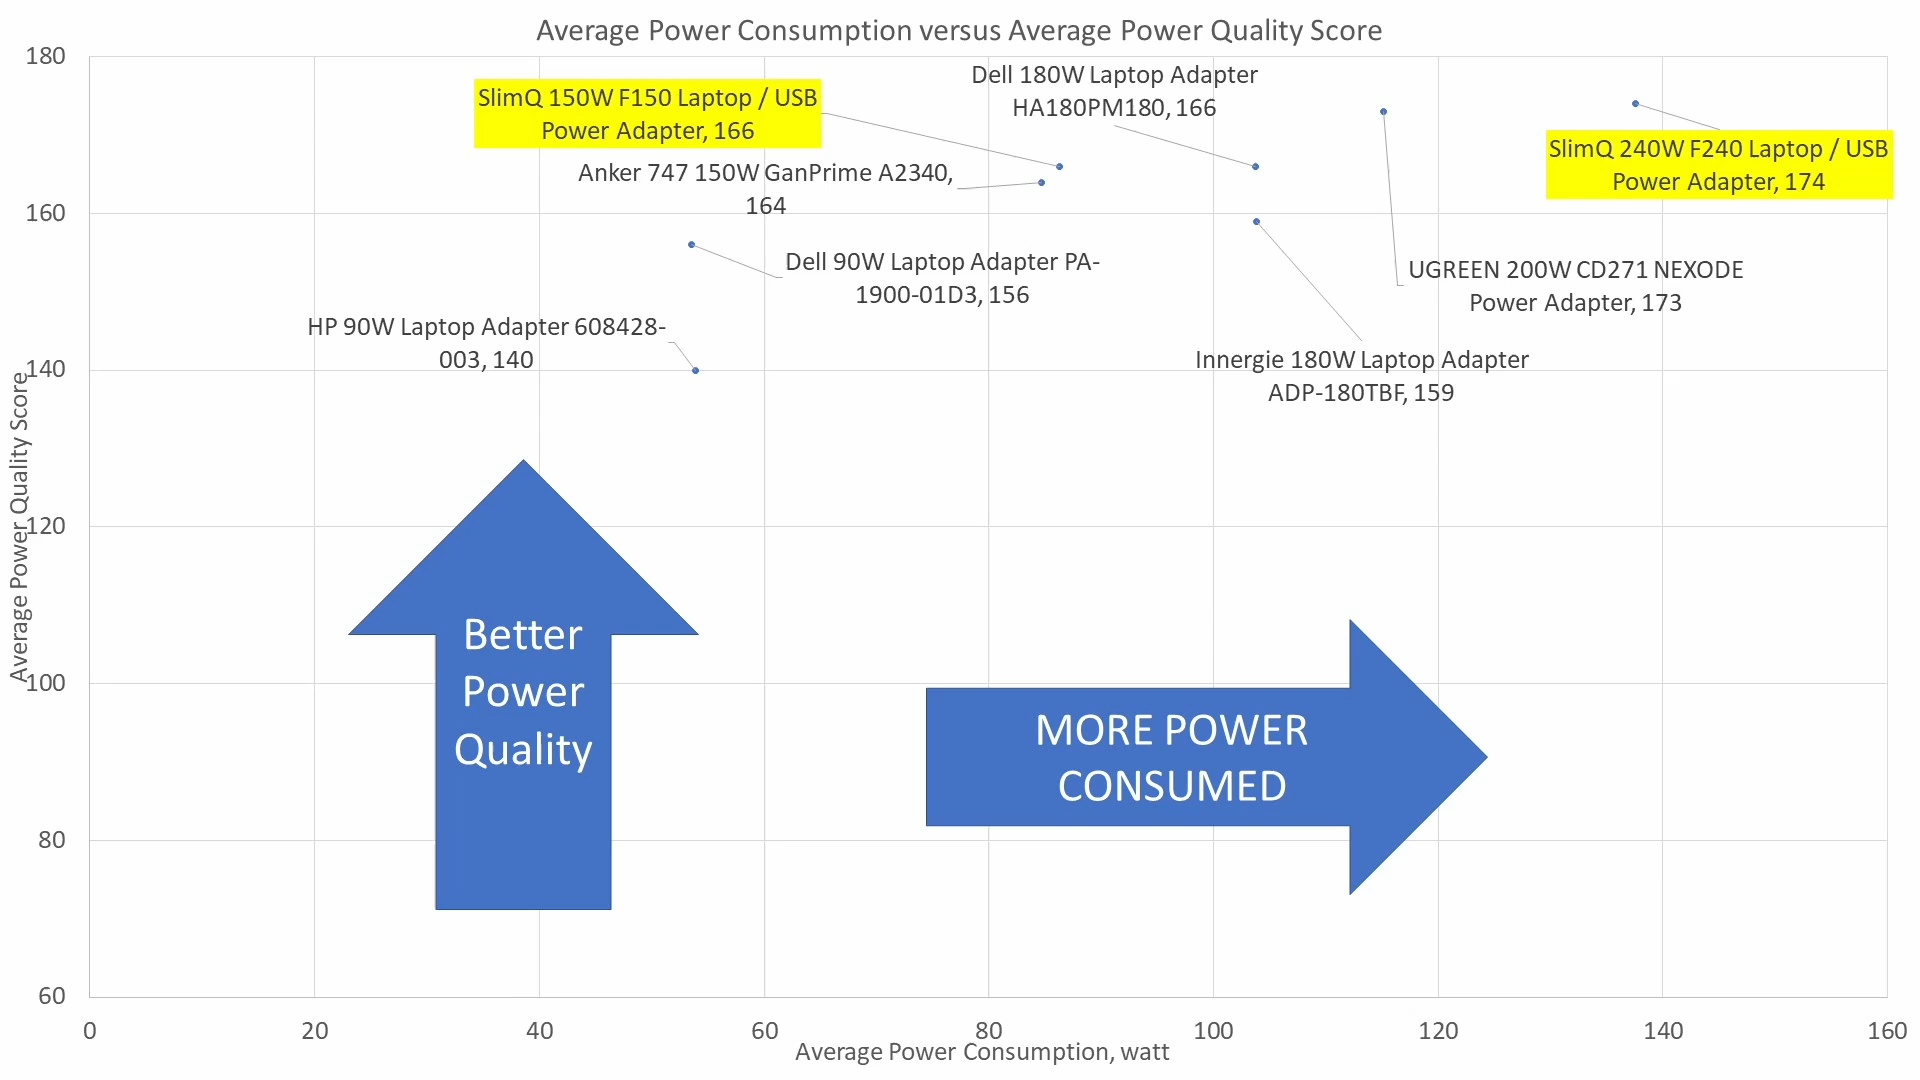 Average Power Consumption versus Average Power Quality Score
180
160
140
120
100
80
60
Average Power Quality Score
SlimQ 150W F150 Laptop / USB
Power Adapter, 166
Dell 180W Laptop Adapter
HA180PM180, 166
SlimQ 240W F240 Laptop / USB
Power Adapter, 174
Anker 747 150W GanPrime A2340,
164
Dell 90W Laptop Adapter PA-
1900-01D3, 156
UGREEN 200W CD271 NEXODE
Power Adapter, 173
HP 90W Laptop Adapter 608428-
003, 140
Innergie 180W Laptop Adapter
ADP-180TBF, 159
Better
Power
Quality
MORE POWER
CONSUMED
0 20 40 60 80 100 120 140 160
Average Power Consumption, watt